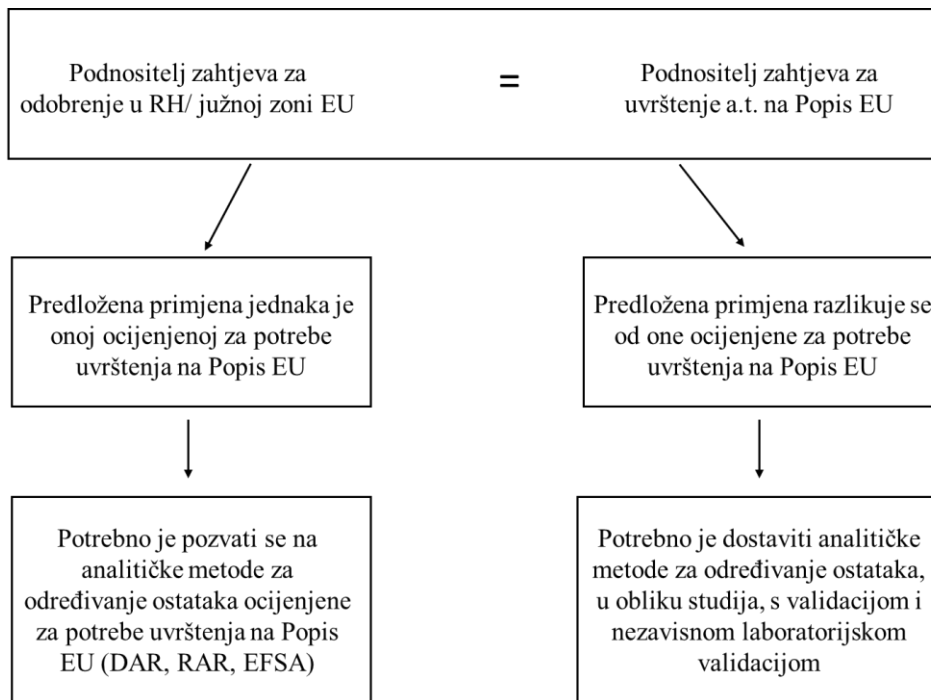 Podnositelj zahtjeva za
odobrenje u RH/ južnoj zoni EU
=
Podnositelj zahtjeva za
uvrštenje a.t. na Popis EU
Predložena primjena jednaka je
onoj ocijenjenoj za potrebe
uvrštenja na Popis EU
Predložena primjena razlikuje se
od one ocijenjene za potrebe
uvrštenja na Popis EU
Potrebno je pozvati se na
analitičke metode za
određivanje ostataka ocijenjene
za potrebe uvrštenja na Popis
EU (DAR, RAR, EFSA)
Potrebno je dostaviti analitičke
metode za određivanje ostataka,
u obliku studija, s validacijom i
nezavisnom laboratorijskom
validacijom